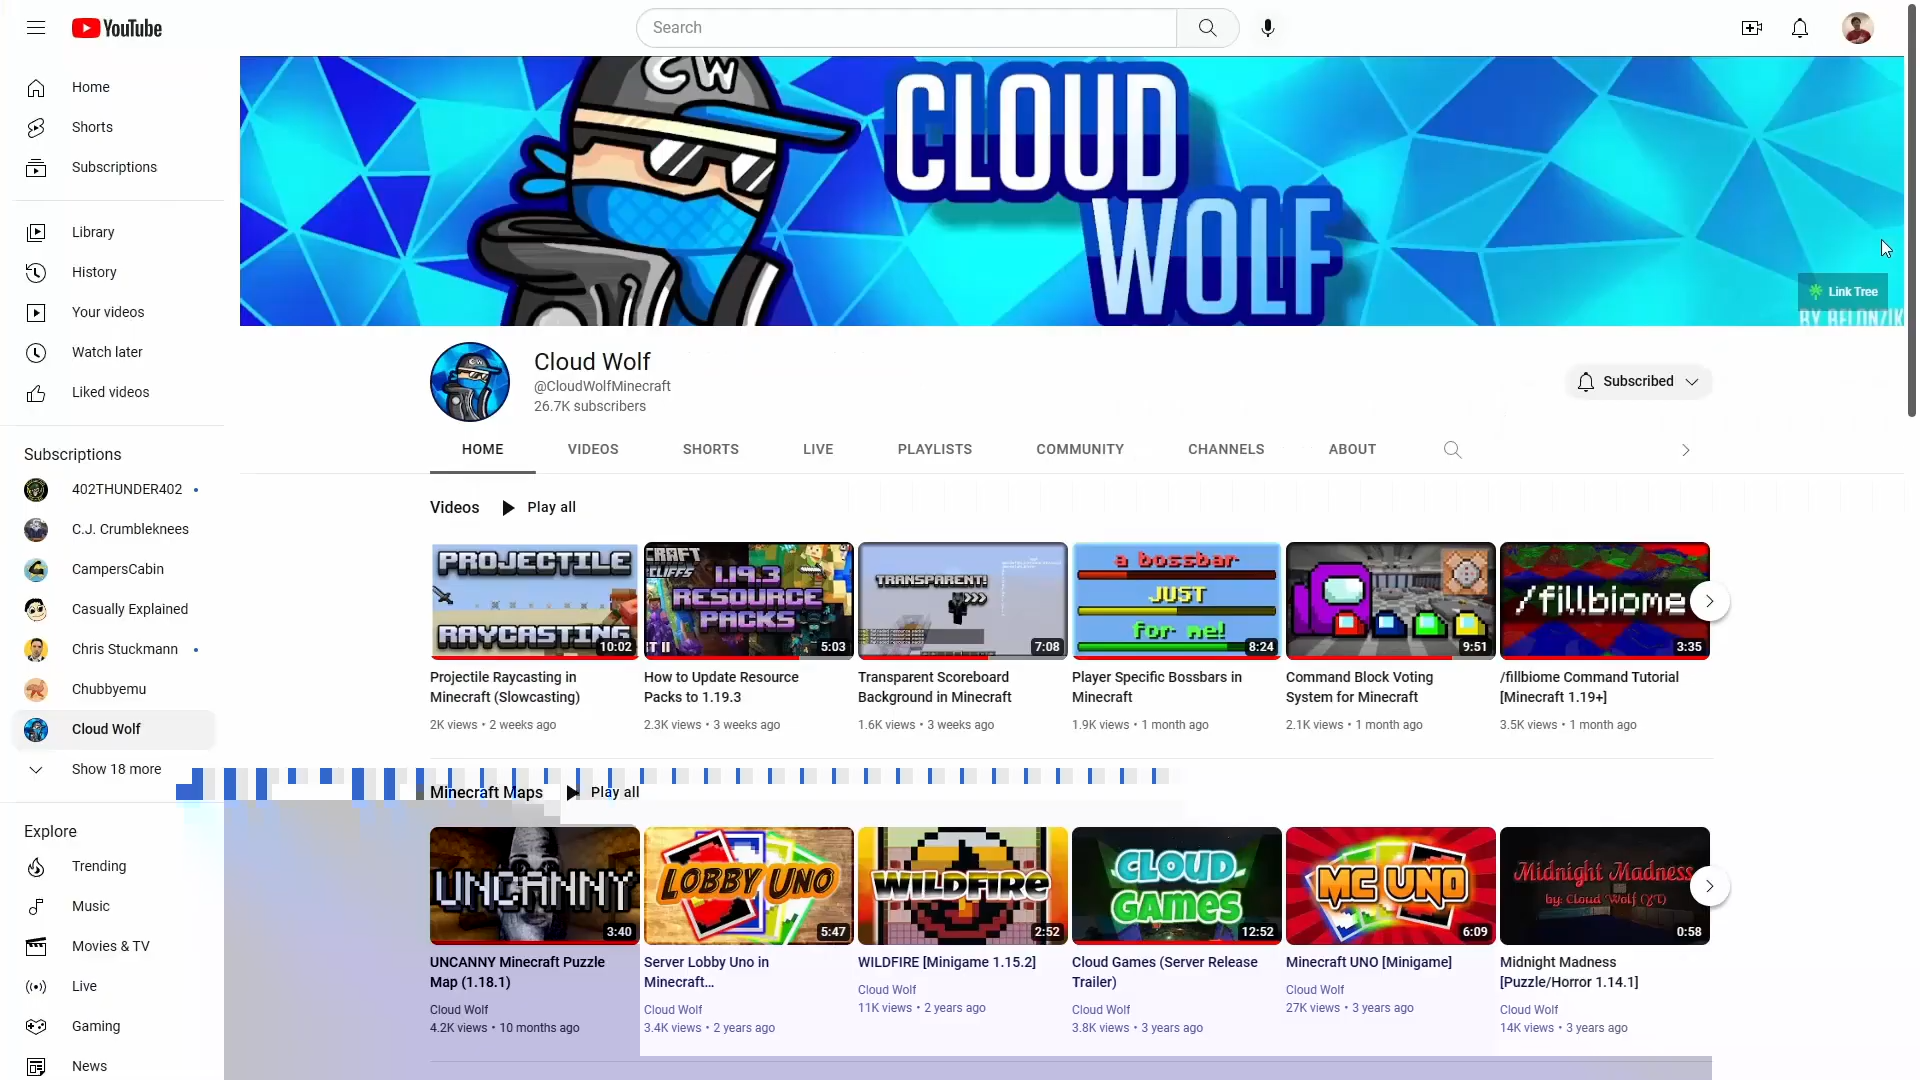 YouTube
Search
Home
Shorts
Subscriptions
Library
History
Your videos
Watch later
Liked videos
Subscriptions
402THUNDER402
C.J. Crumbleknees
CampersCabin
Casually Explained
Chris Stuckmann
Chubbyemu
Cloud Wolf
Show 18 more
Explore
Trending
Music
Movies & TV
Live
Gaming
News
CW
CLOUD
WOLF
Link Tree
Cloud Wolf
@CloudWolfMinecraft
26.7K subscribers
Subscribed
HOME VIDEOS SHORTS LIVE PLAYLISTS COMMUNITY CHANNELS ABOUT
Videos Play all
PROJECTILE
RAYCASTING
10:02
Projectile Raycasting in
Minecraft (Slowcasting)
2K views • 2 weeks ago
1.19.3
RESOURCE
PACKS
5:03
How to Update Resource
Packs to 1.19.3
2.3K views • 3 weeks ago
TRANSPARENT!
>>>
7:08
Transparent Scoreboard
Background in Minecraft
1.6K views • 3 weeks ago
a bossbar
JUST
for me!
8:24
Player Specific Bossbars in
Minecraft
1.9K views • 1 month ago
9:51
Command Block Voting
System for Minecraft
2.1K views • 1 month ago
/fillbiome
3:35
/fillbiome Command Tutorial
[Minecraft 1.19+]
3.5K views • 1 month ago
Minecraft Maps Play all
UNCANNY
3:40
UNCANNY Minecraft Puzzle
Map (1.18.1)
Cloud Wolf
4.2K views • 10 months ago
LOBBY UNO
5:47
Server Lobby Uno in
Minecraft...
Cloud Wolf
3.4K views • 2 years ago
WILDFIRE
2:52
WILDFIRE [Minigame 1.15.2]
Cloud Wolf
11K views • 2 years ago
CLOUD
GAMES
12:52
Cloud Games (Server Release
Trailer)
Cloud Wolf
3.8K views • 3 years ago
MC UNO
6:09
Minecraft UNO [Minigame]
Cloud Wolf
27K views • 3 years ago
Midnight Madness
by: Cloud Wolf (YT)
0:58
Midnight Madness
[Puzzle/Horror 1.14.1]
Cloud Wolf
14K views • 3 years ago